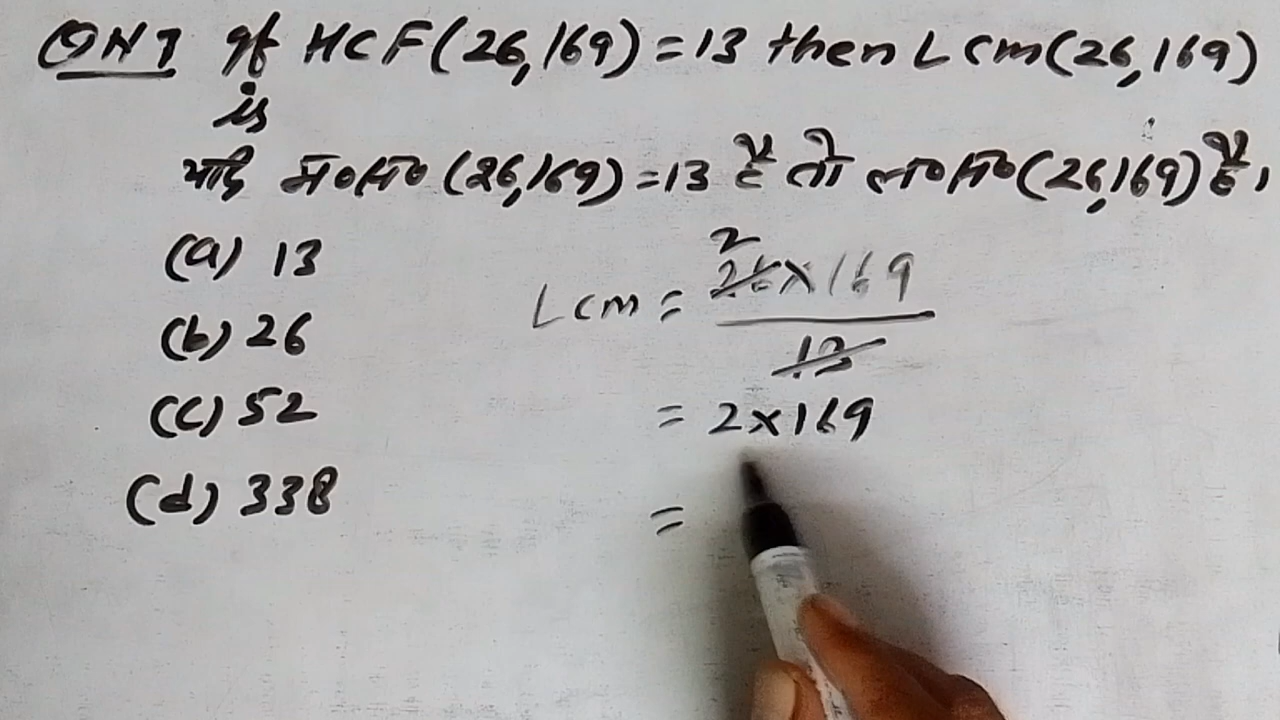 QN7 If HCF(26,169)=13 then Lcm(26,169)
is
यदि म०स० (26,169)=13 है तो ल०स०(26,169) है।
(a) 13
(b) 26
(c) 52
(d) 338
Lcm = 26×169
2
13
= 2×169
=